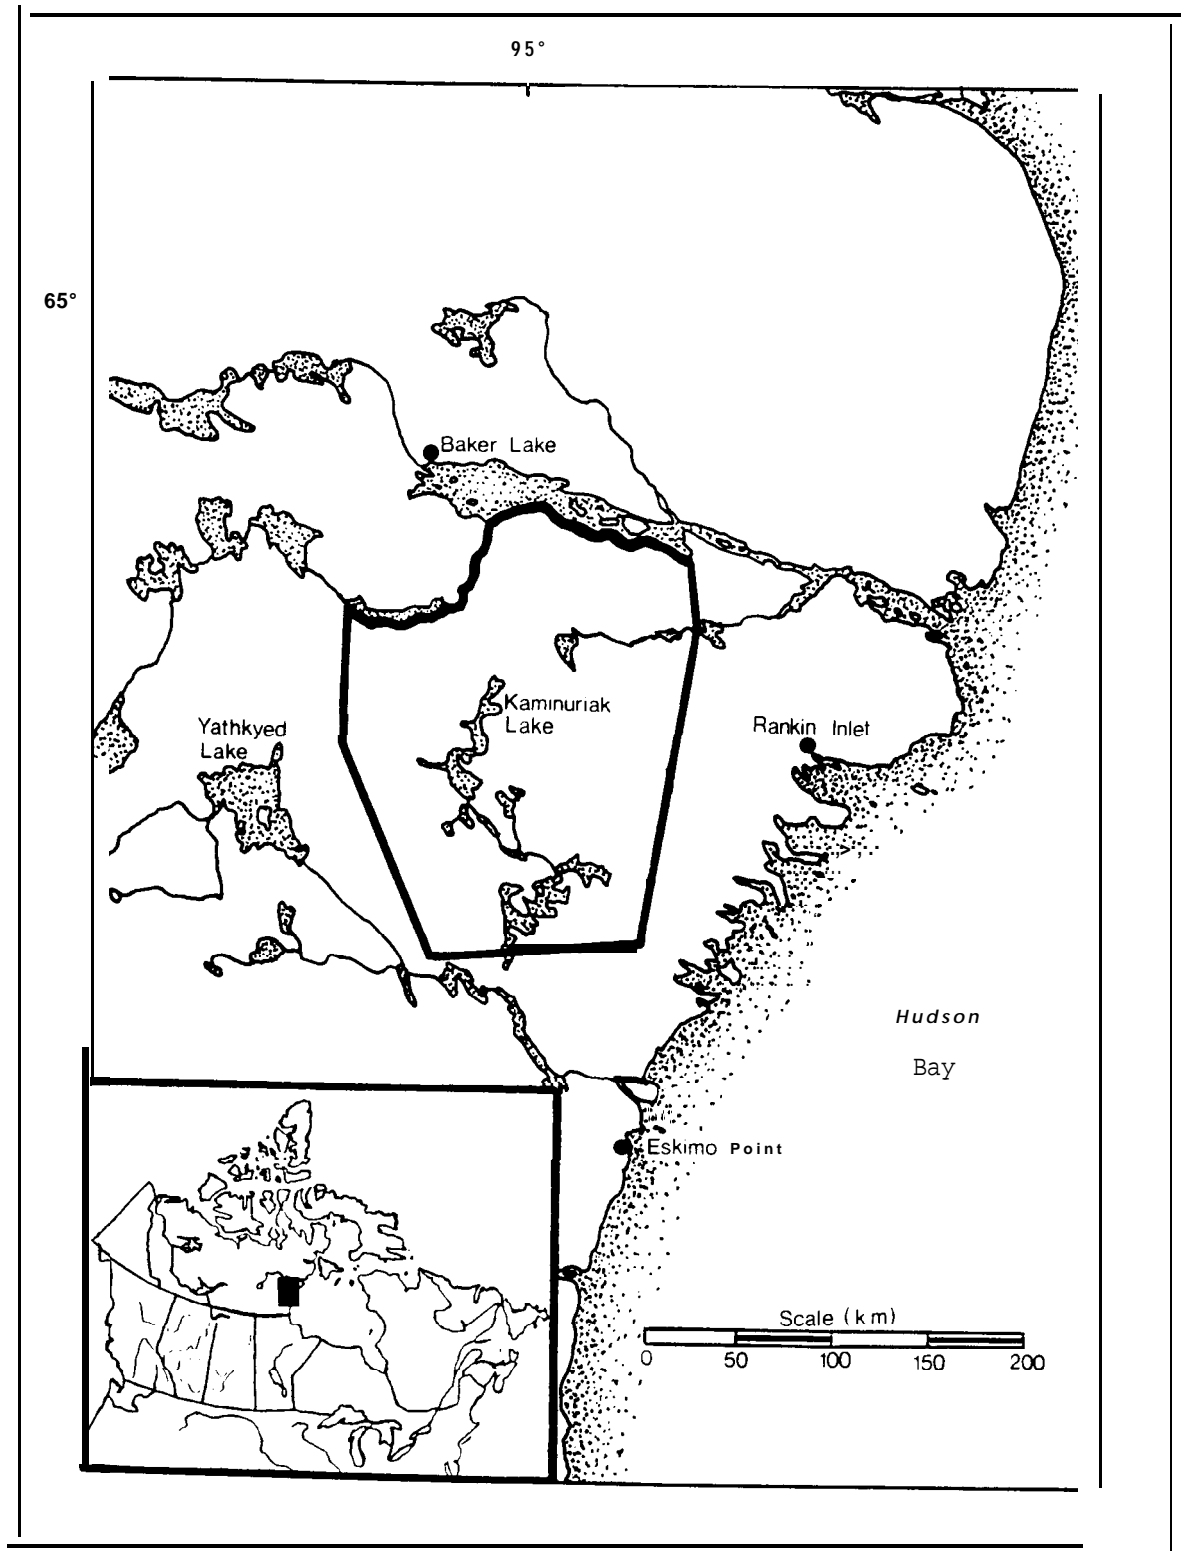 95°
65°
Baker Lake
Kaminuriak
Lake
Yathkyed
Lake
Rankin Inlet
Hudson
Bay
Eskimo Point
Scale (km)
0 50 100 150 200